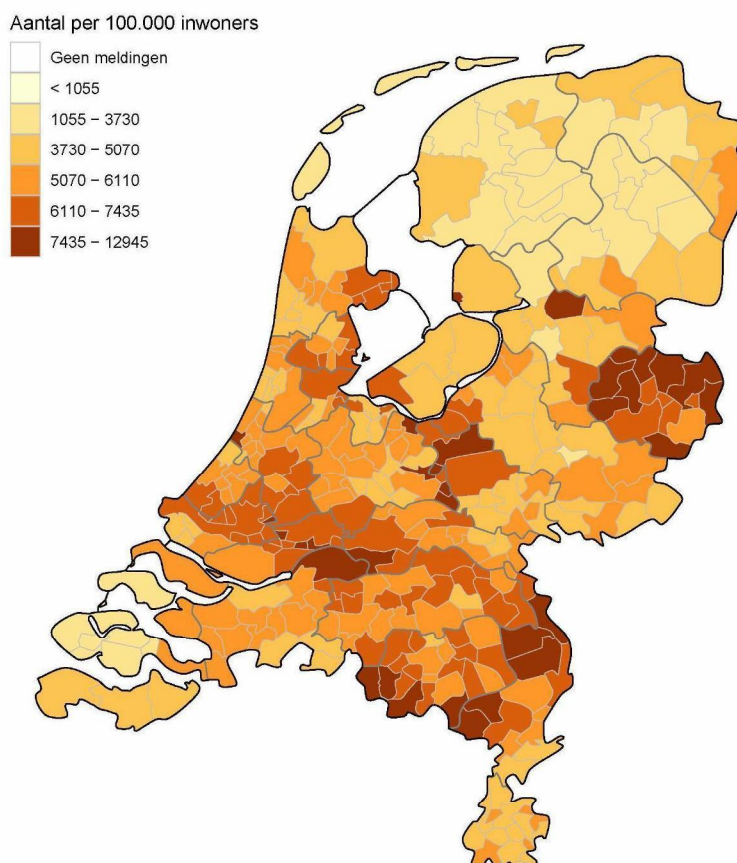 Aantal per 100.000 inwoners
Geen meldingen
< 1055
1055 – 3730
3730 – 5070
5070 – 6110
6110 – 7435
7435 – 12945